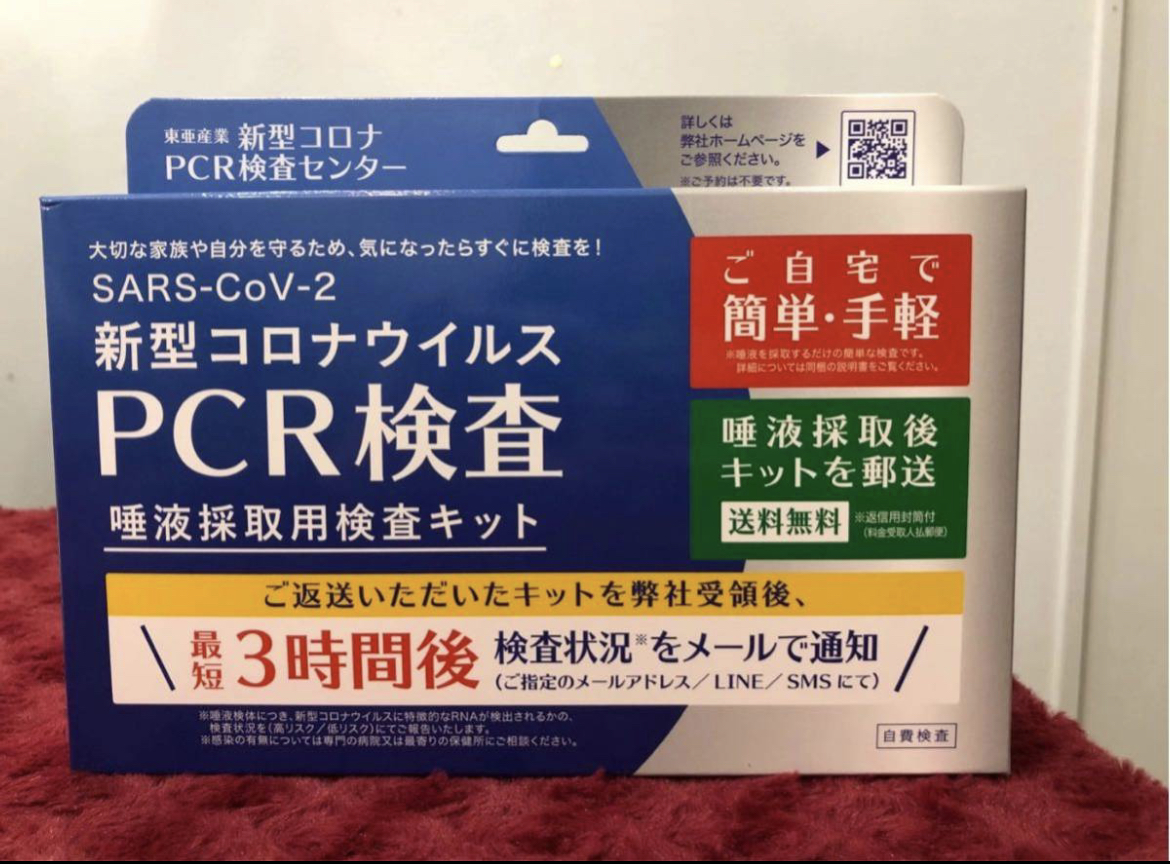 東亜産業 新型コロナ
PCR検査センター
詳しくは
弊社ホームページを
ご参照ください。
※ご予約は不要です。
大切な家族や自分を守るため、気になったらすぐに検査を!
SARS-CoV-2
新型コロナウイルス
PCR検査
唾液採取用検査キット
ご自宅で
簡単・手軽
※唾液を採取するだけの簡単な検査です。
詳細については同梱の説明書をご覧ください。
唾液採取後
キットを郵送
送料無料 ※返信用封筒付
(料金受取人払郵便)
ご返送いただいたキットを弊社受領後、
最短3時間後 検査状況※をメールで通知
(ご指定のメールアドレス/LINE/SMSにて)
※唾液検体につき、新型コロナウイルスに特徴的なRNAが検出されるかの、
検査状況を(高リスク/低リスク)にてご報告いたします。
※感染の有無については専門の病院又は最寄りの保健所にご相談ください。
自費検査